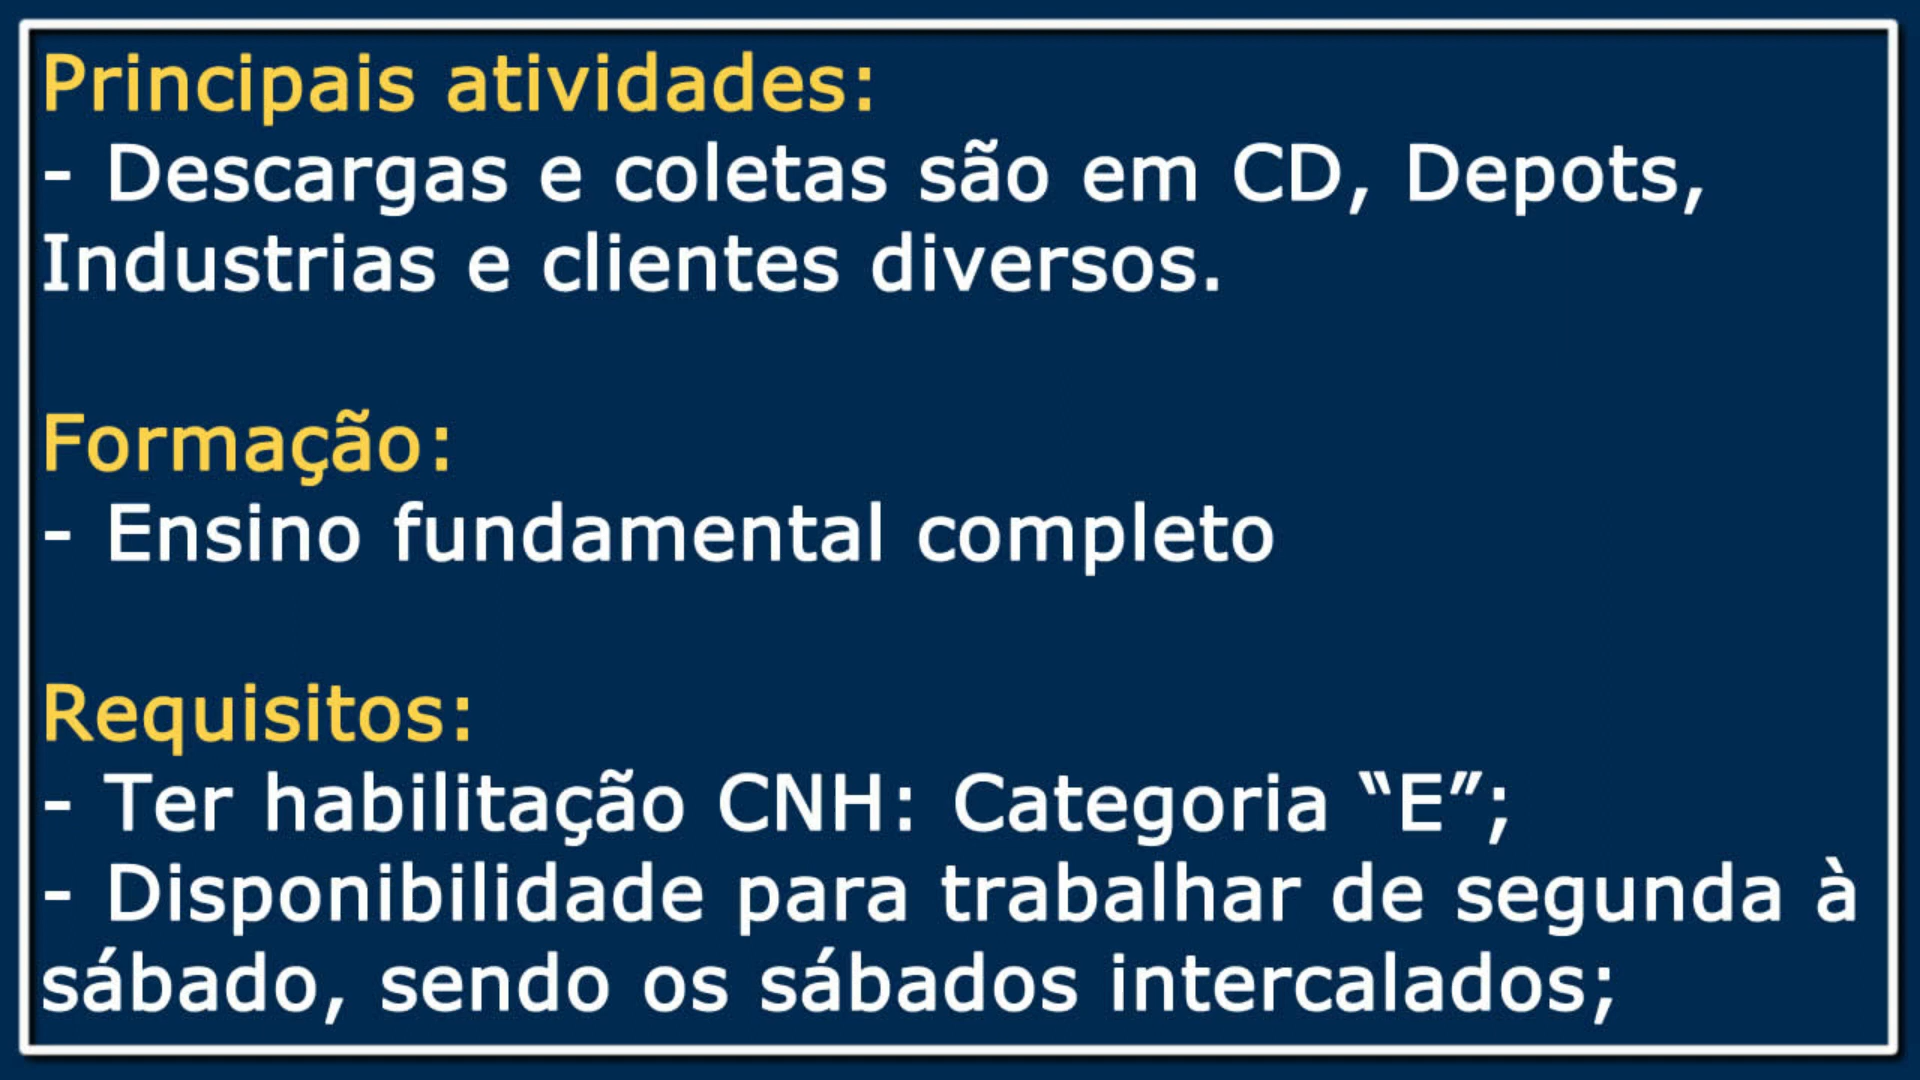 Principais atividades:
- Descargas e coletas são em CD, Depots,
Industrias e clientes diversos.
Formação:
- Ensino fundamental completo
Requisitos:
- Ter habilitação CNH: Categoria “E”;
- Disponibilidade para trabalhar de segunda à
sábado, sendo os sábados intercalados;